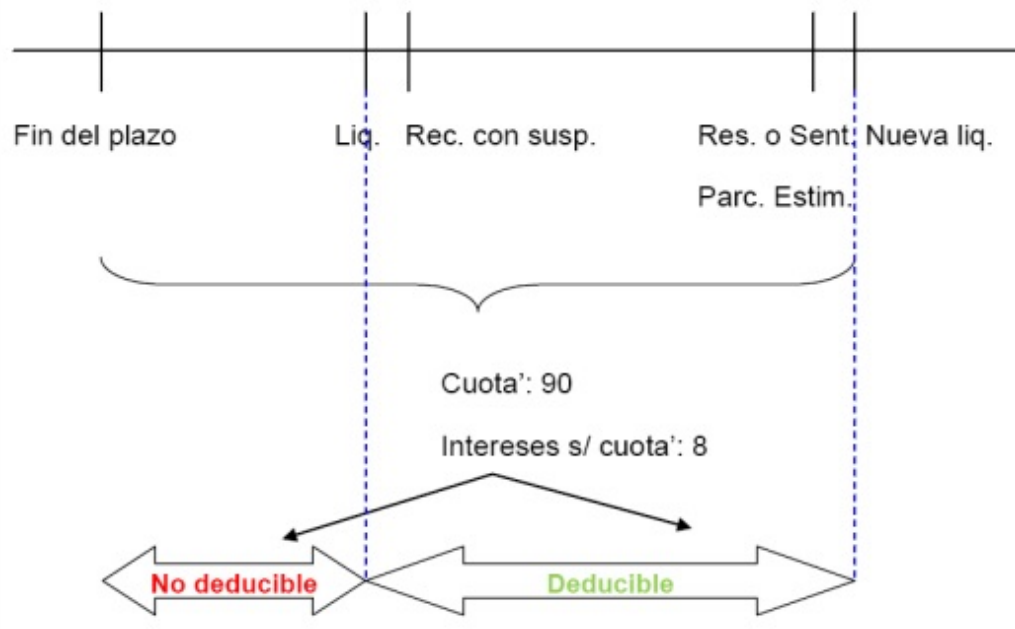 Fin del plazo Liq. Rec. con susp. Res. o Sent. Nueva liq.
Parc. Estim.
Cuota’: 90
Intereses s/ cuota’: 8
No deducible Deducible